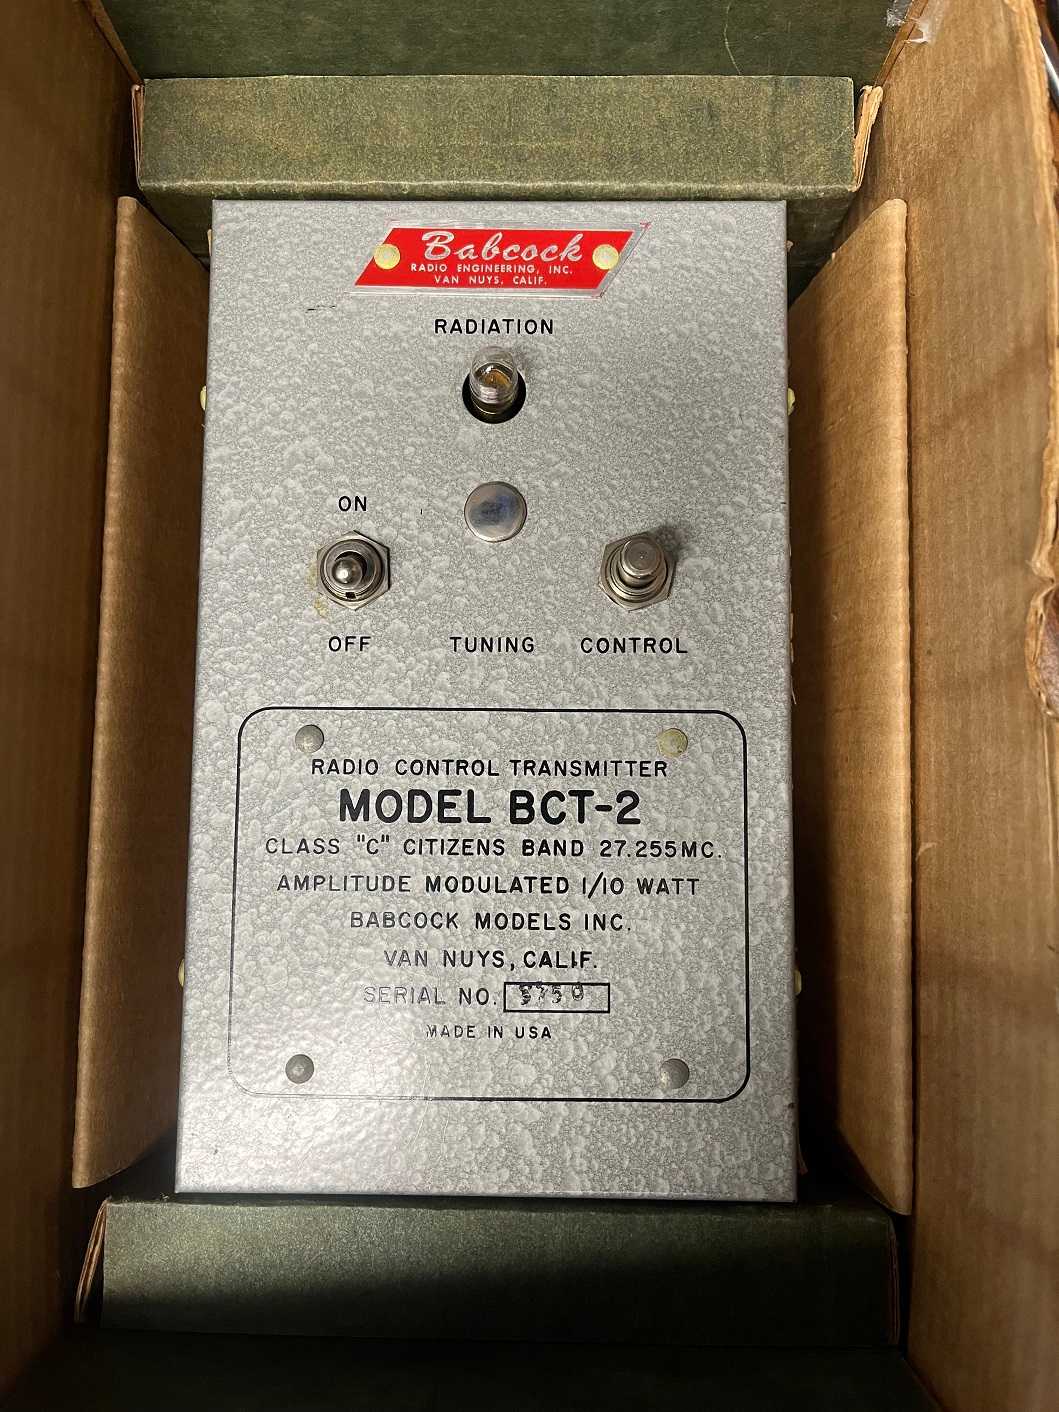 Babcock
RADIO ENGINEERING, INC.
VAN NUYS, CALIF.
RADIATION
ON
OFF
TUNING
CONTROL
RADIO CONTROL TRANSMITTER
MODEL BCT-2
CLASS "C" CITIZENS BAND 27.255MC.
AMPLITUDE MODULATED 1/10 WATT
BABCOCK MODELS INC.
VAN NUYS, CALIF.
SERIAL NO.
MADE IN USA